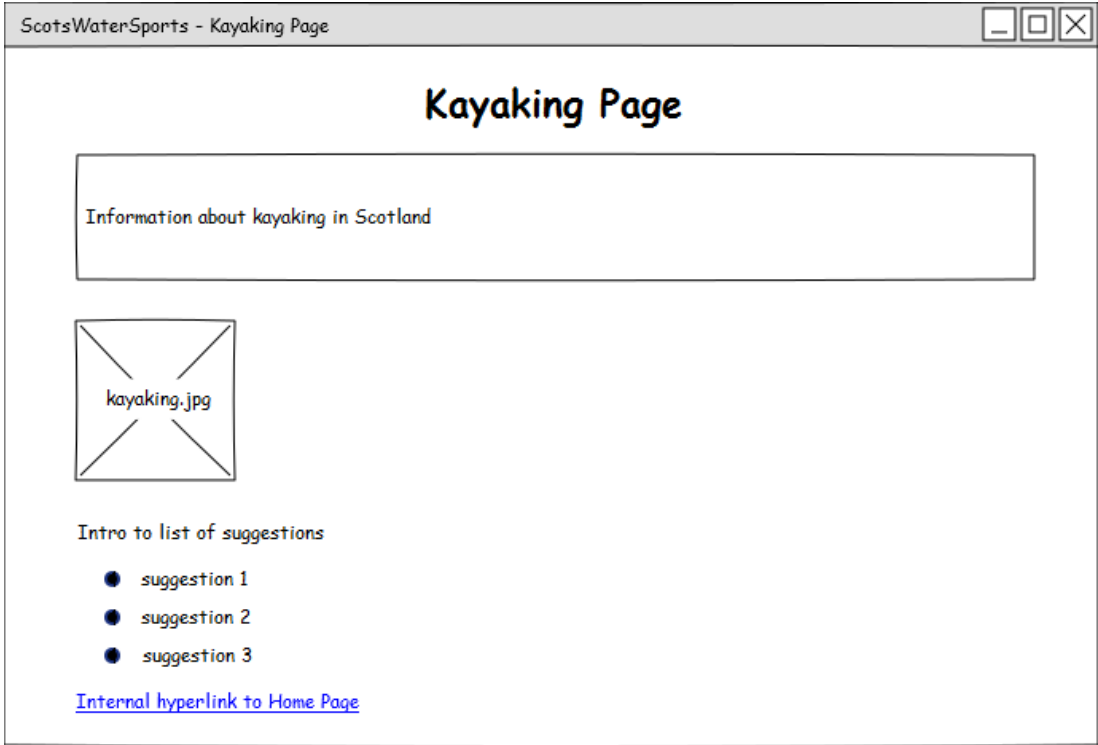 ScotsWaterSports - Kayaking Page
Kayaking Page
Information about kayaking in Scotland
kayaking.jpg
Intro to list of suggestions
suggestion 1
suggestion 2
suggestion 3
Internal hyperlink to Home Page